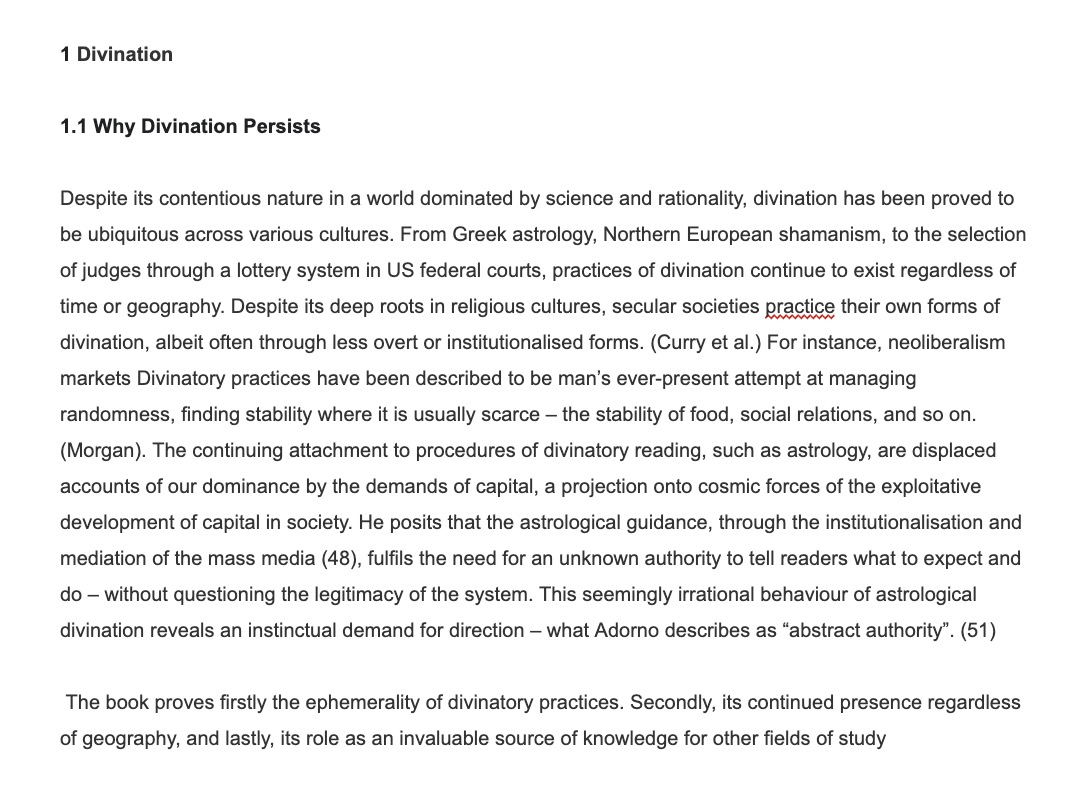 1 Divination
1.1 Why Divination Persists
Despite its contentious nature in a world dominated by science and rationality, divination has been proved to
be ubiquitous across various cultures. From Greek astrology, Northern European shamanism, to the selection
of judges through a lottery system in US federal courts, practices of divination continue to exist regardless of
time or geography. Despite its deep roots in religious cultures, secular societies practice their own forms of
divination, albeit often through less overt or institutionalised forms. (Curry et al.) For instance, neoliberalism
markets Divinatory practices have been described to be man’s ever-present attempt at managing
randomness, finding stability where it is usually scarce – the stability of food, social relations, and so on.
(Morgan). The continuing attachment to procedures of divinatory reading, such as astrology, are displaced
accounts of our dominance by the demands of capital, a projection onto cosmic forces of the exploitative
development of capital in society. He posits that the astrological guidance, through the institutionalisation and
mediation of the mass media (48), fulfils the need for an unknown authority to tell readers what to expect and
do – without questioning the legitimacy of the system. This seemingly irrational behaviour of astrological
divination reveals an instinctual demand for direction – what Adorno describes as “abstract authority”. (51)
The book proves firstly the ephemerality of divinatory practices. Secondly, its continued presence regardless
of geography, and lastly, its role as an invaluable source of knowledge for other fields of study